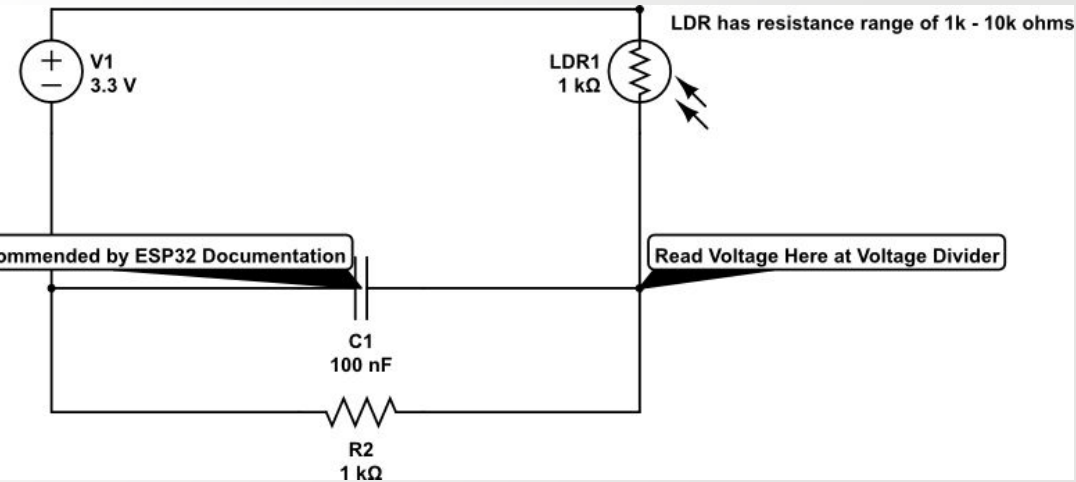 LDR has resistance range of 1k - 10k ohms
V1
3.3 V
LDR1
1 kΩ
ommended by ESP32 Documentation
Read Voltage Here at Voltage Divider
C1
100 nF
R2
1 kΩ